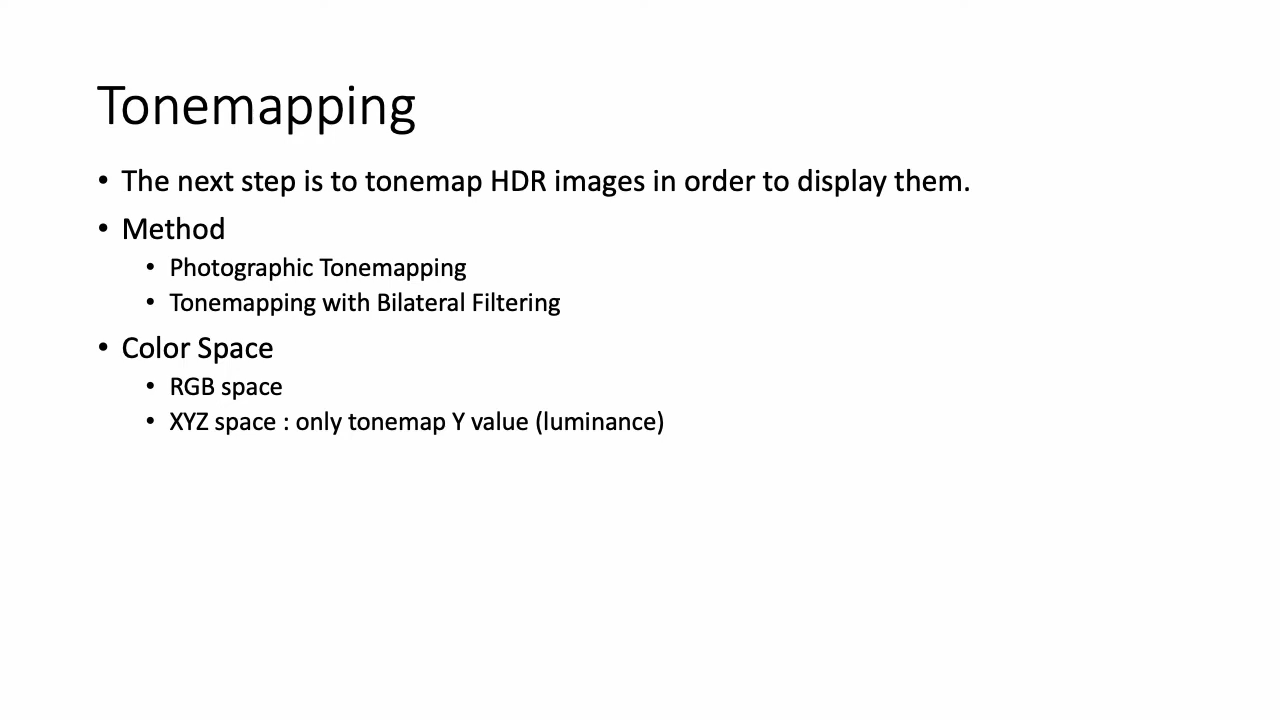 Tonemapping
• The next step is to tonemap HDR images in order to display them.
• Method
• Photographic Tonemapping
• Tonemapping with Bilateral Filtering
• Color Space
• RGB space
• XYZ space : only tonemap Y value (luminance)